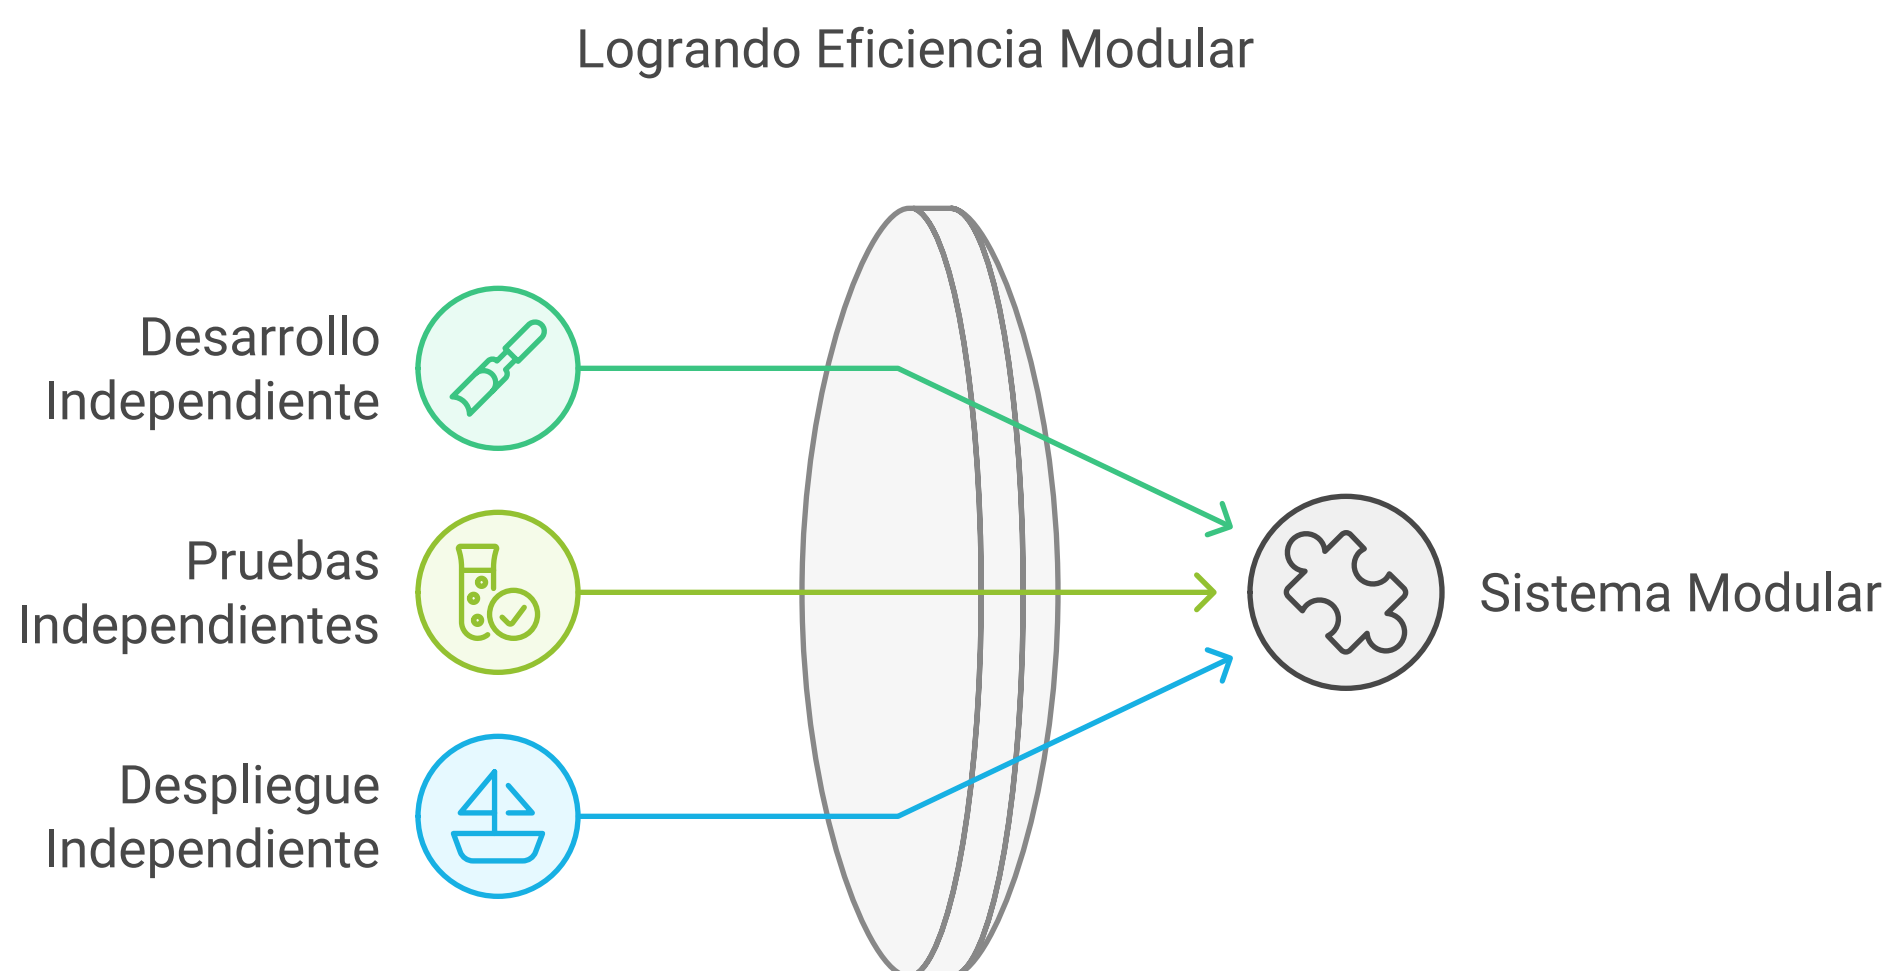 Logrando Eficiencia Modular
Desarrollo
Independiente
Pruebas
Independientes
Despliegue
Independiente
Sistema Modular